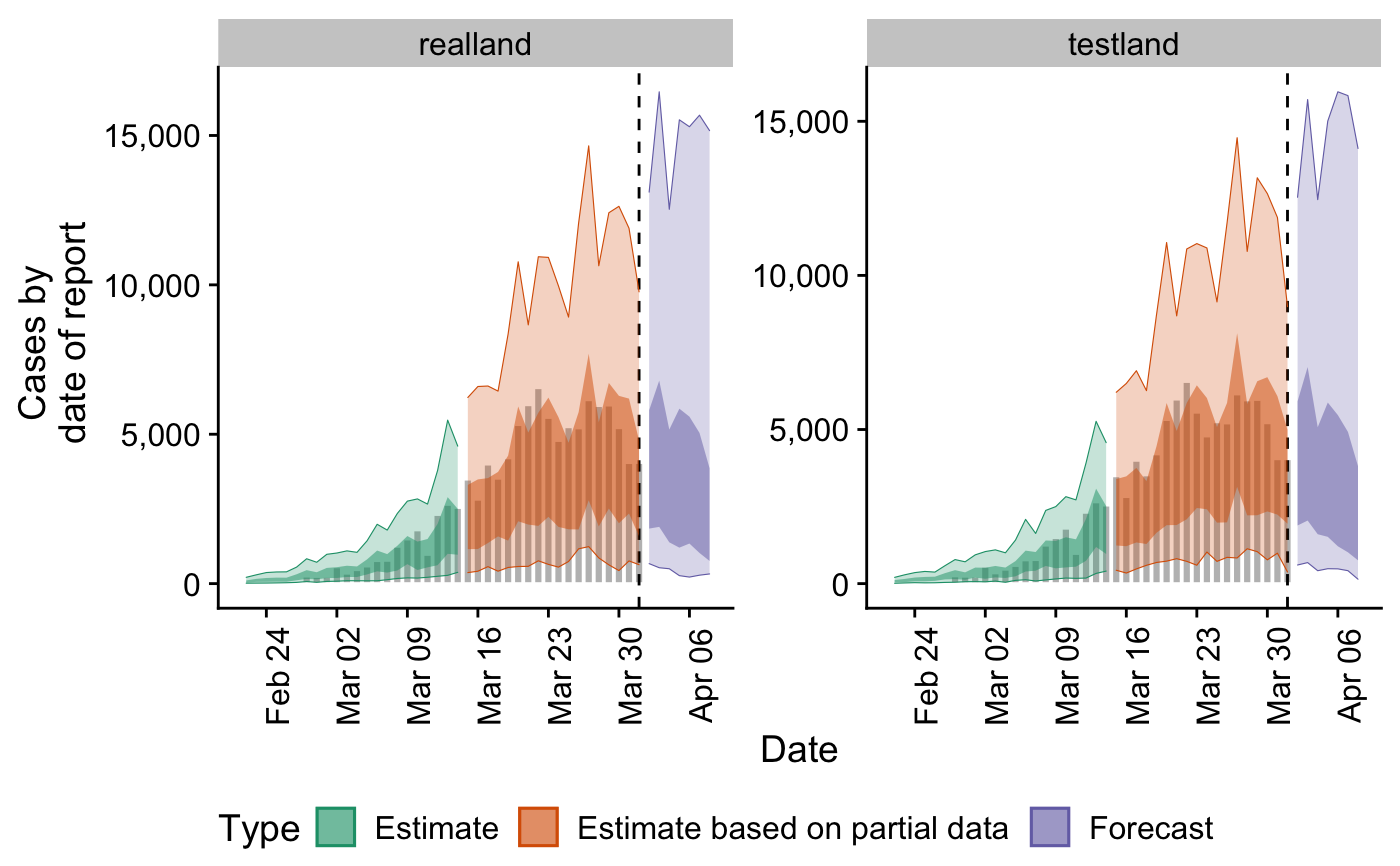 realland
testland
Cases by
date of report
15,000
10,000
5,000
0
15,000
10,000
5,000
0
Feb 24
Mar 02
Mar 09
Mar 16
Mar 23
Mar 30
Apr 06
Feb 24
Mar 02
Mar 09
Mar 16
Mar 23
Mar 30
Apr 06
Date
Type Estimate Estimate based on partial data Forecast